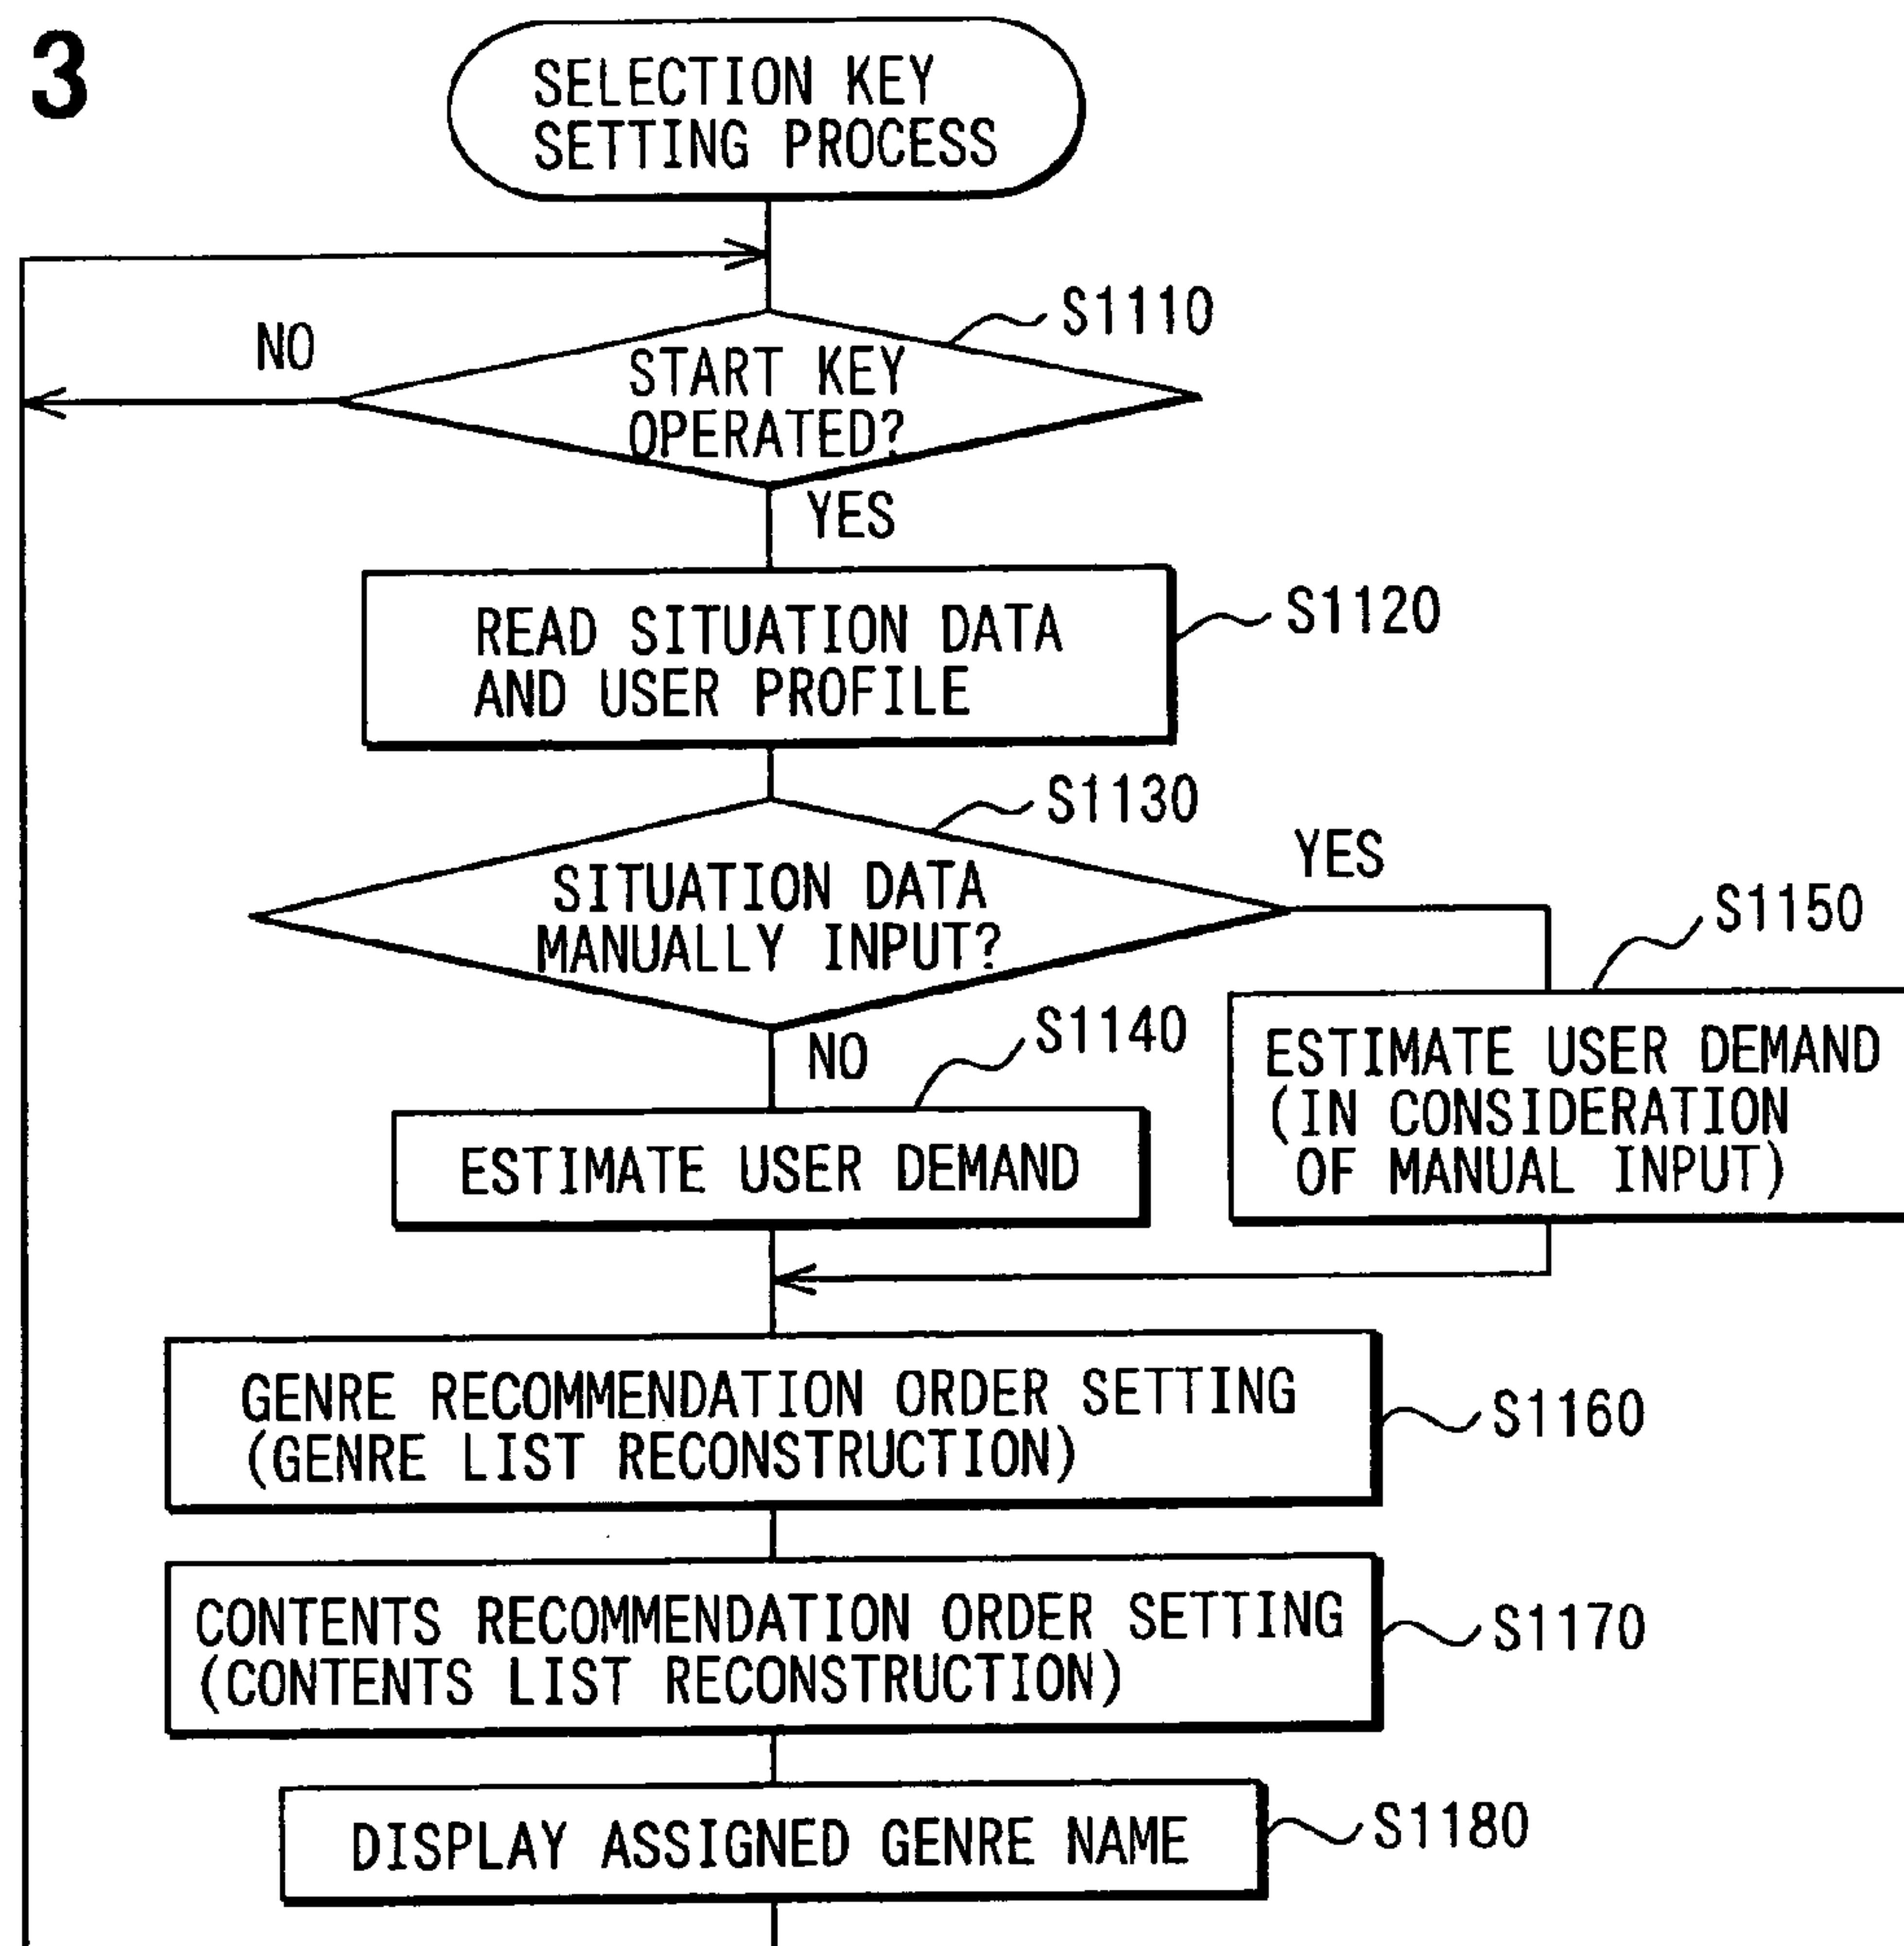 3
SELECTION KEY
SETTING PROCESS
S1110
NO
START KEY
OPERATED?
YES
READ SITUATION DATA
AND USER PROFILE
S1120
S1130
SITUATION DATA
MANUALLY INPUT?
YES
S1150
NO
S1140
ESTIMATE USER DEMAND
(IN CONSIDERATION
OF MANUAL INPUT)
ESTIMATE USER DEMAND
GENRE RECOMMENDATION ORDER SETTING
(GENRE LIST RECONSTRUCTION)
S1160
CONTENTS RECOMMENDATION ORDER SETTING
(CONTENTS LIST RECONSTRUCTION)
S1170
DISPLAY ASSIGNED GENRE NAME
S1180